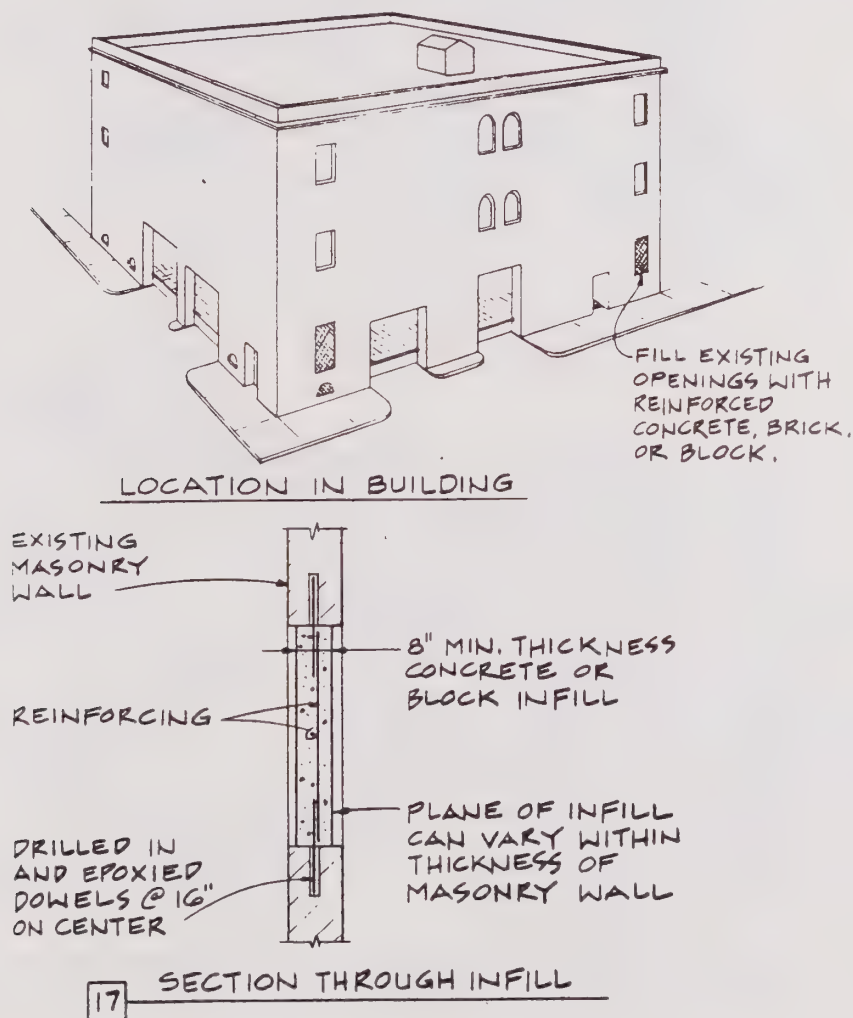 FILL EXISTING
OPENINGS WITH
REINFORCED
CONCRETE, BRICK,
OR BLOCK.
LOCATION IN BUILDING
EXISTING
MASONRY
WALL
8" MIN. THICKNESS
CONCRETE OR
BLOCK INFILL
REINFORCING
PLANE OF INFILL
CAN VARY WITHIN
THICKNESS OF
MASONRY WALL
DRILLED IN
AND EPOXIED
DOWELS @ 16"
ON CENTER
17 SECTION THROUGH INFILL